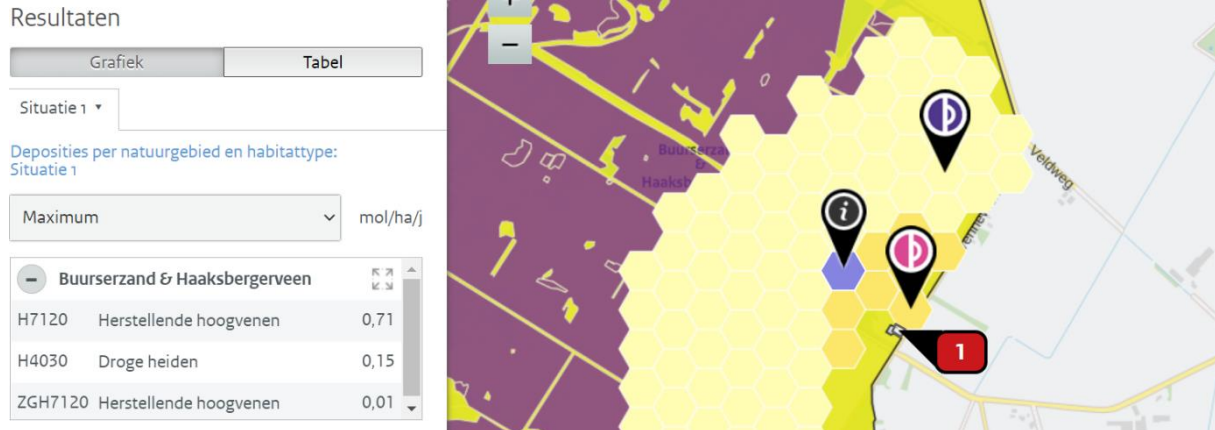 Resultaten
Grafiek
Tabel
Situatie 1
Deposities per natuurgebied en habitattype:
Situatie 1
Maximum
mol/ha/j
Buurserzand & Haaksbergerveen
H7120 Herstellende hoogvenen 0,71
H4030 Droge heiden 0,15
ZGH7120 Herstellende hoogvenen 0,01
+
−
&
i
Veldweg
1